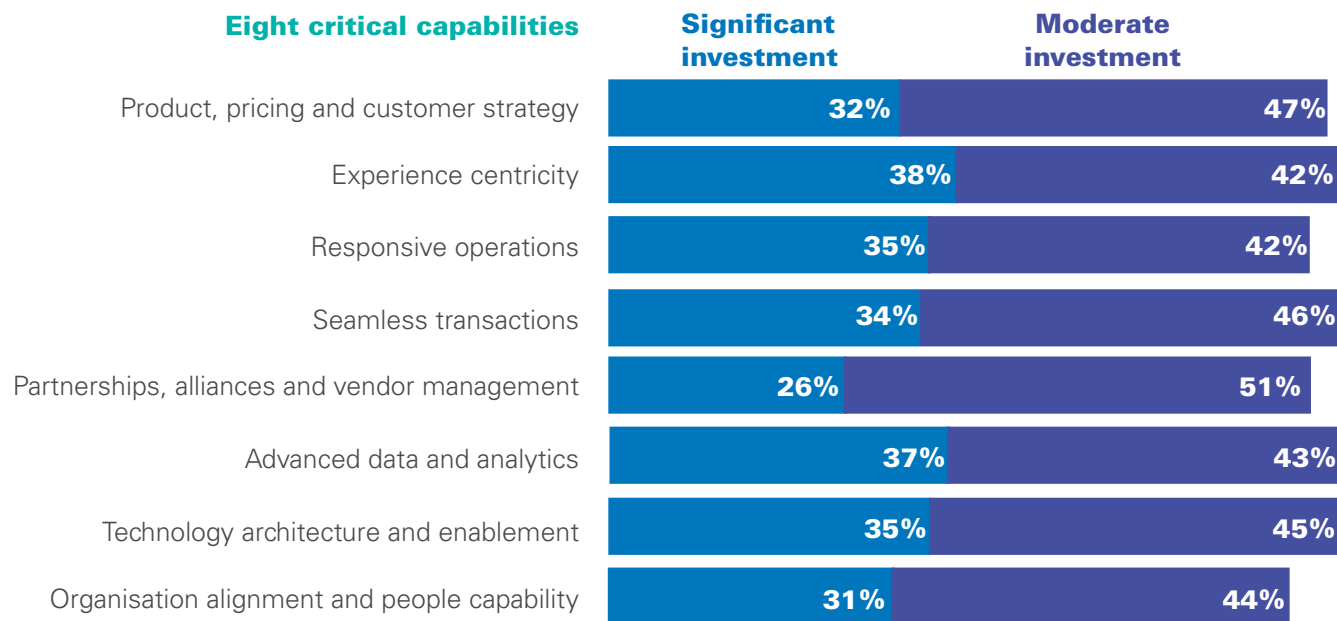 Eight critical capabilities
Significant
investment
Moderate
investment
Product, pricing and customer strategy
32%
47%
Experience centricity
38%
42%
Responsive operations
35%
42%
Seamless transactions
34%
46%
Partnerships, alliances and vendor management
26%
51%
Advanced data and analytics
37%
43%
Technology architecture and enablement
35%
45%
Organisation alignment and people capability
31%
44%